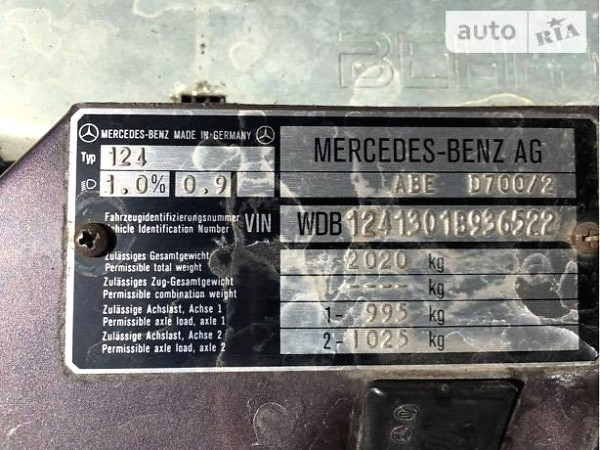 auto RIA
BEHR
MERCEDES-BENZ MADE IN GERMANY
Typ 124
1.0% 0.9
MERCEDES-BENZ AG
ABE D700/2
Fahrzeugidentifizierungsnummer
Vehicle Identification Number
VIN WDB 1241301B936522
Zulässiges Gesamtgewicht
Permissible total weight
2020 kg
Zulässiges Zug-Gesamtgewicht
Permissible combination weight
---- kg
Zulässige Achslast, Achse 1
Permissible axle load, axle 1
1- 995 kg
Zulässige Achslast, Achse 2
Permissible axle load, axle 2
2-1025 kg